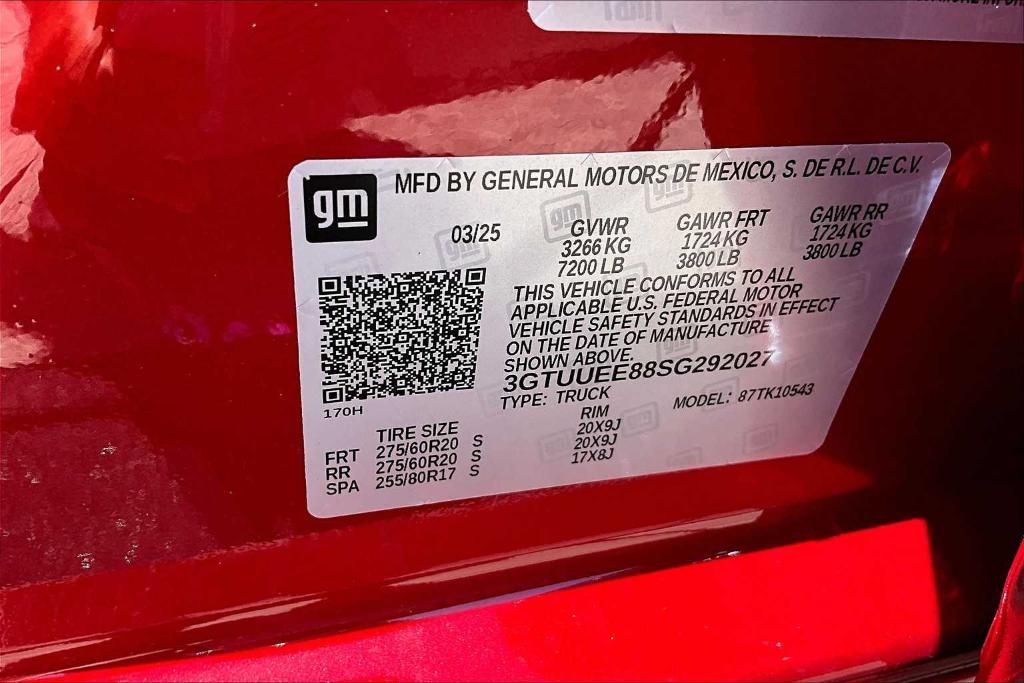 gm
MFD BY GENERAL MOTORS DE MEXICO, S. DE R.L. DE C.V.
03/25
GVWR GAWR FRT GAWR RR
3266 KG 1724 KG 1724 KG
7200 LB 3800 LB 3800 LB
THIS VEHICLE CONFORMS TO ALL
APPLICABLE U.S. FEDERAL MOTOR
VEHICLE SAFETY STANDARDS IN EFFECT
ON THE DATE OF MANUFACTURE
SHOWN ABOVE.
3GTUUEE88SG292027
TYPE: TRUCK MODEL: 87TK10543
170H
TIRE SIZE RIM
FRT 275/60R20 S 20X9J
RR 275/60R20 S 20X9J
SPA 255/80R17 S 17X8J